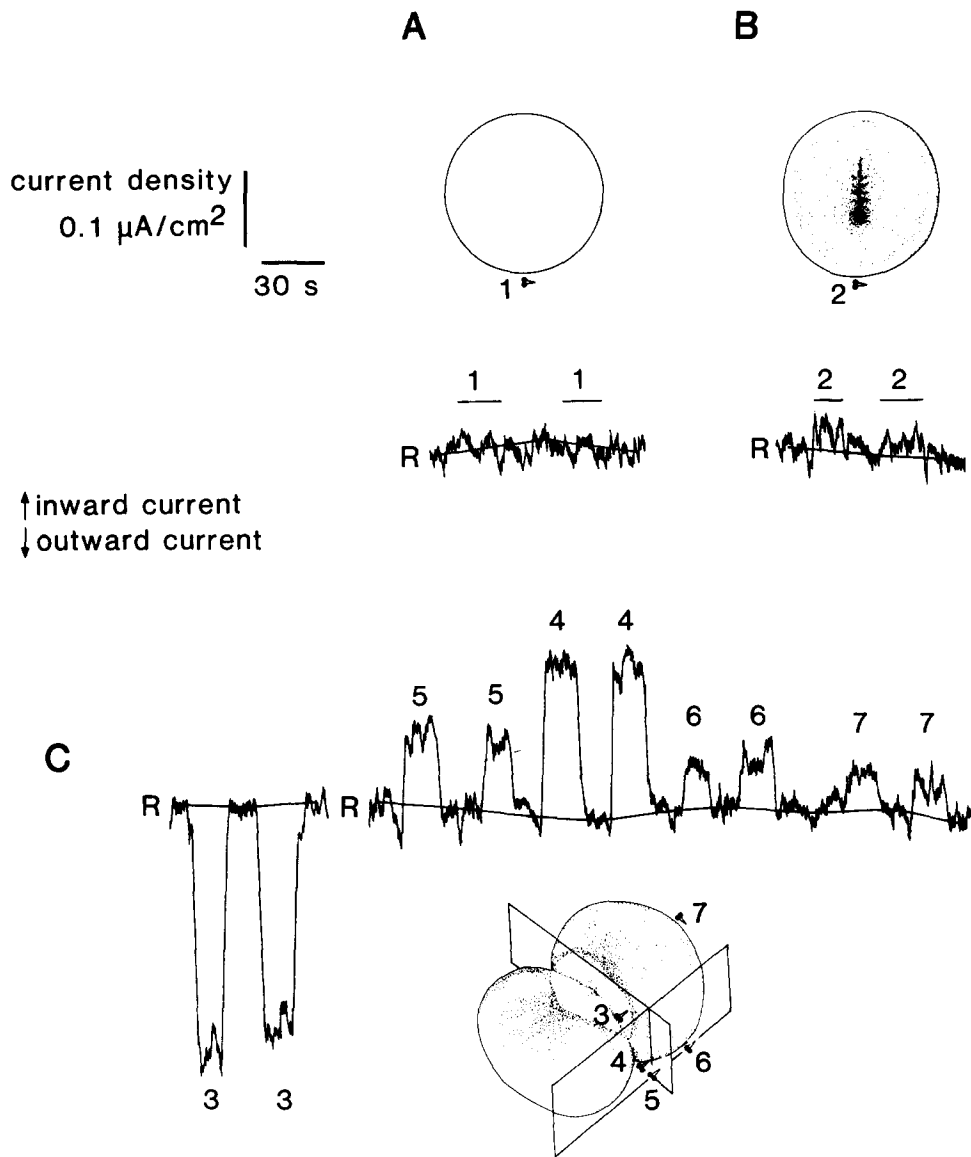 A B
current density
0.1 µA/cm²
30 s
1 2
1 1 2 2
R R
↑ inward current
↓ outward current
4 4
5 5 6 6 7 7
C
R R
7
3
4 6
5
3 3